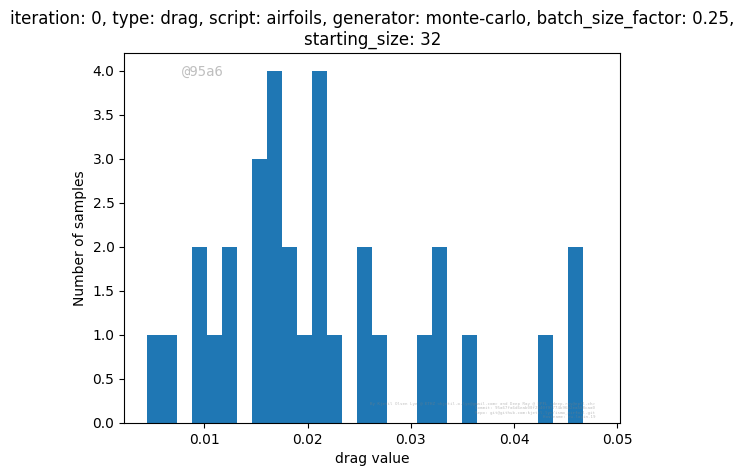 iteration: 0, type: drag, script: airfoils, generator: monte-carlo, batch_size_factor: 0.25,
starting_size: 32
@95a6
4.0
3.5
3.0
2.5
2.0
1.5
1.0
0.5
0.0
Number of samples
0.01
0.02
0.03
0.04
0.05
drag value